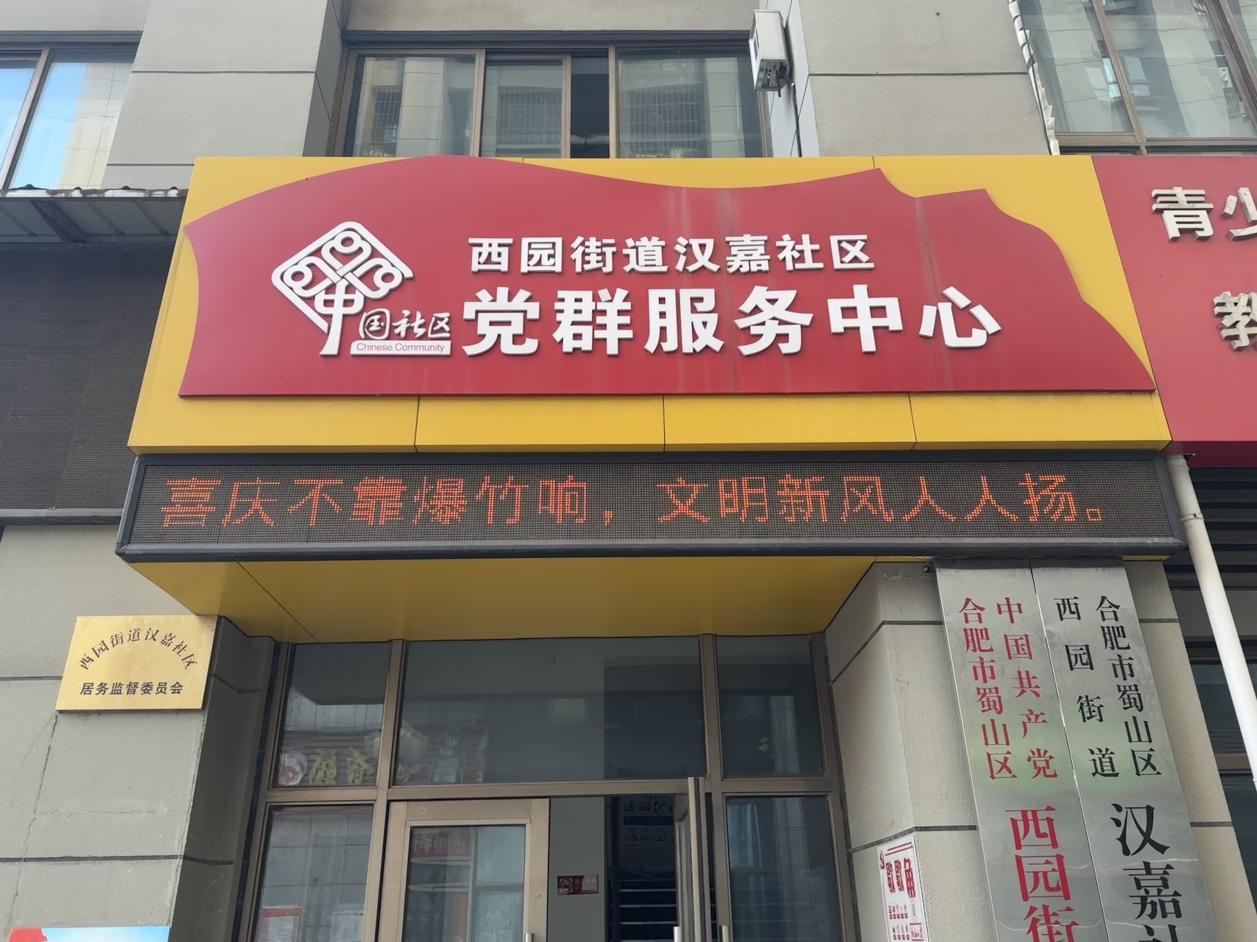 西园街道汉嘉社区
党群服务中心
中国社区
Chinese Community
青少
教
喜庆不靠爆竹响，文明新风人人扬。
西园街道汉嘉社区
居务监督委员会
中国共产党
合肥市蜀山区
西园街
合肥市蜀山区
西园街道
汉嘉社